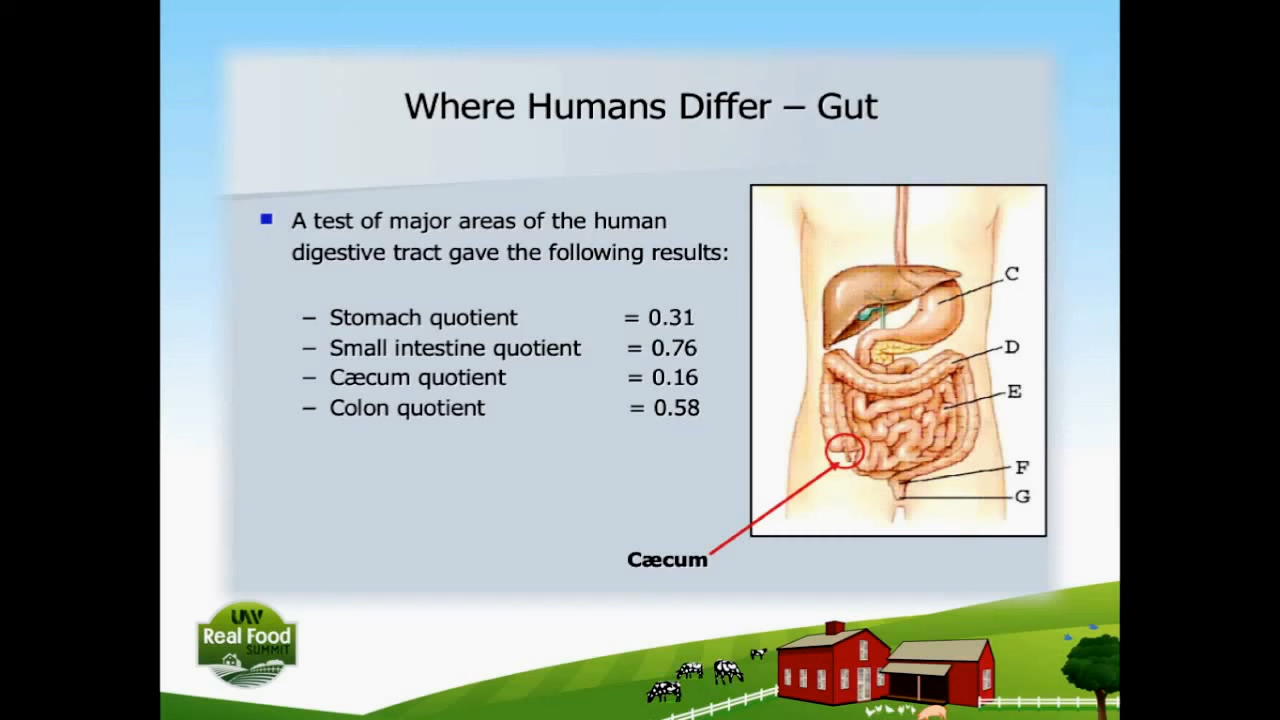 Where Humans Differ – Gut
■ A test of major areas of the human
digestive tract gave the following results:
– Stomach quotient = 0.31
– Small intestine quotient = 0.76
– Cæcum quotient = 0.16
– Colon quotient = 0.58
C
D
E
F
G
Cæcum
UW
Real Food
SUMMIT